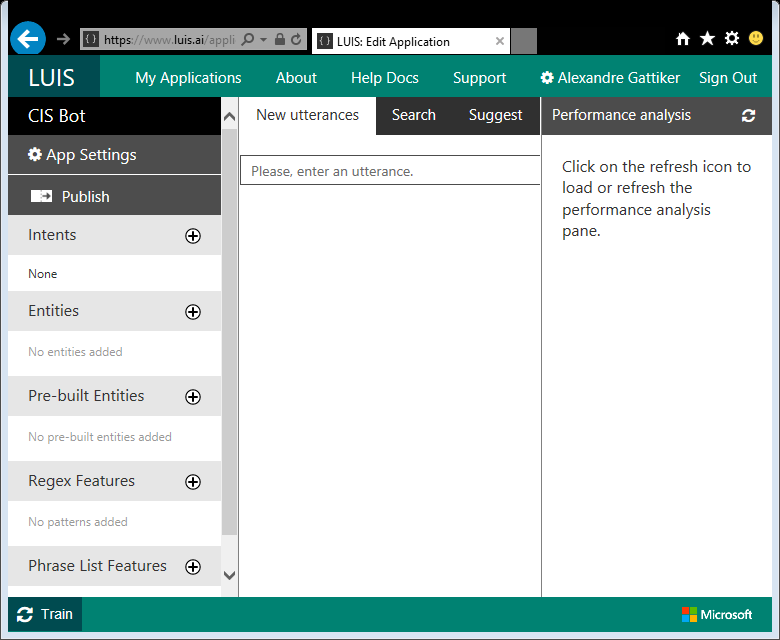 https://www.luis.ai/appli
LUIS: Edit Application
LUIS
My Applications
About
Help Docs
Support
Alexandre Gattiker
Sign Out
CIS Bot
New utterances
Search
Suggest
Performance analysis
App Settings
Publish
Please, enter an utterance.
Click on the refresh icon to
load or refresh the
performance analysis
pane.
Intents
None
Entities
No entities added
Pre-built Entities
No pre-built entities added
Regex Features
No patterns added
Phrase List Features
Train
Microsoft